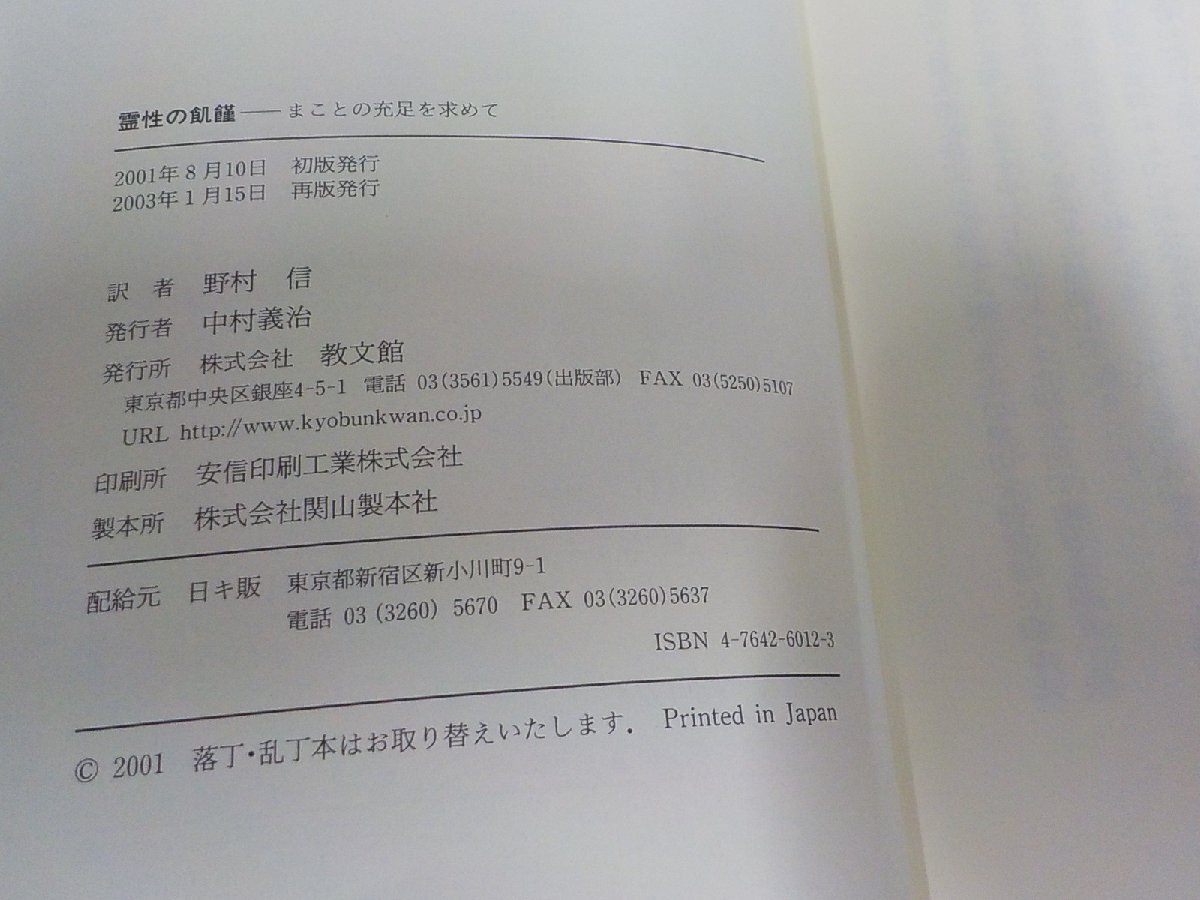 霊性の飢饉——まことの充足を求めて
2001年8月10日　初版発行
2003年1月15日　再版発行
訳　者　野村　信
発行者　中村義治
発行所　株式会社　教文館
東京都中央区銀座4-5-1　電話 03(3561)5549(出版部)　FAX 03(5250)5107
URL http://www.kyobunkwan.co.jp
印刷所　安信印刷工業株式会社
製本所　株式会社関山製本社
配給元　日キ販　東京都新宿区新小川町9-1
電話 03 (3260) 5670　FAX 03(3260)5637
ISBN 4-7642-6012-3
© 2001　落丁・乱丁本はお取り替えいたします．　Printed in Japan